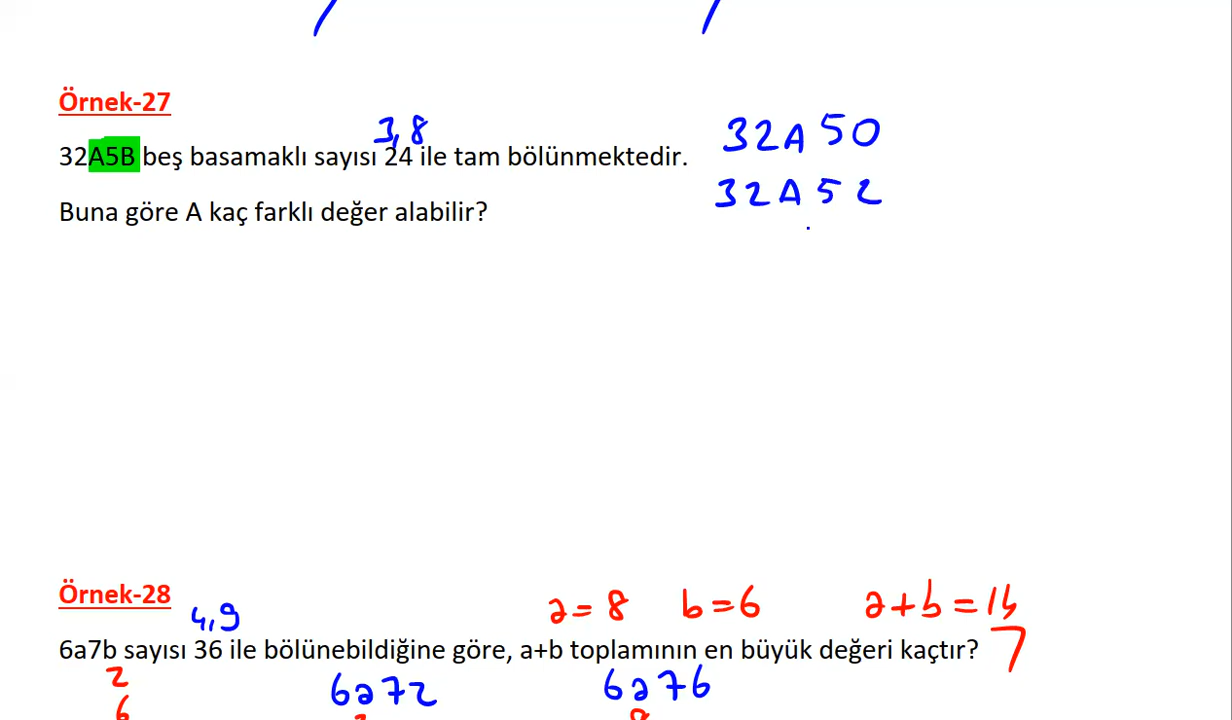 Örnek-27
3,8
32A5B beş basamaklı sayısı 24 ile tam bölünmektedir.
32A50
32A52
Buna göre A kaç farklı değer alabilir?
Örnek-28
4,9
a=8 b=6 a+b=14
6a7b sayısı 36 ile bölünebildiğine göre, a+b toplamının en büyük değeri kaçtır?
2
6
6a72
6a76